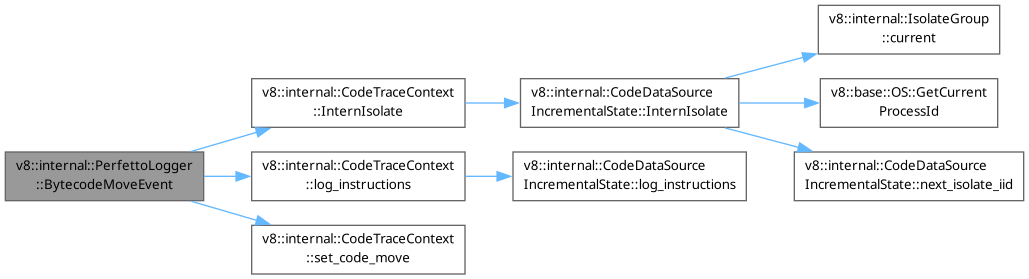 v8::internal::PerfettoLogger
::BytecodeMoveEvent
v8::internal::CodeTraceContext
::InternIsolate
v8::internal::CodeDataSource
IncrementalState::InternIsolate
v8::internal::IsolateGroup
::current
v8::base::OS::GetCurrent
ProcessId
v8::internal::CodeDataSource
IncrementalState::next_isolate_iid
v8::internal::CodeTraceContext
::log_instructions
v8::internal::CodeDataSource
IncrementalState::log_instructions
v8::internal::CodeTraceContext
::set_code_move